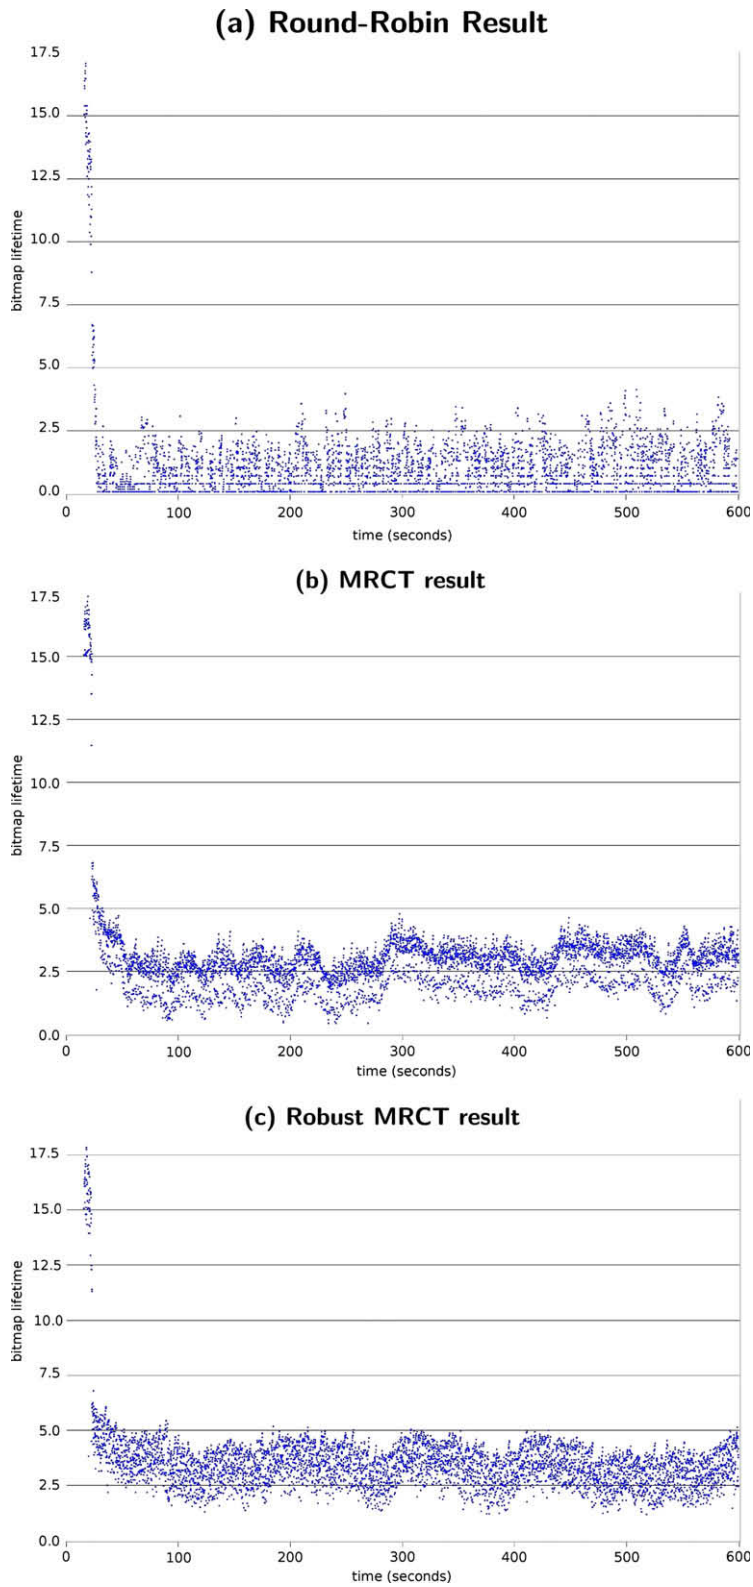 (a) Round-Robin Result
17.5
15.0
12.5
10.0
7.5
5.0
2.5
0.0
bitmap lifetime
0 100 200 300 400 500 600
time (seconds)
(b) MRCT result
17.5
15.0
12.5
10.0
7.5
5.0
2.5
0.0
bitmap lifetime
0 100 200 300 400 500 600
time (seconds)
(c) Robust MRCT result
17.5
15.0
12.5
10.0
7.5
5.0
2.5
0.0
bitmap lifetime
0 100 200 300 400 500 600
time (seconds)